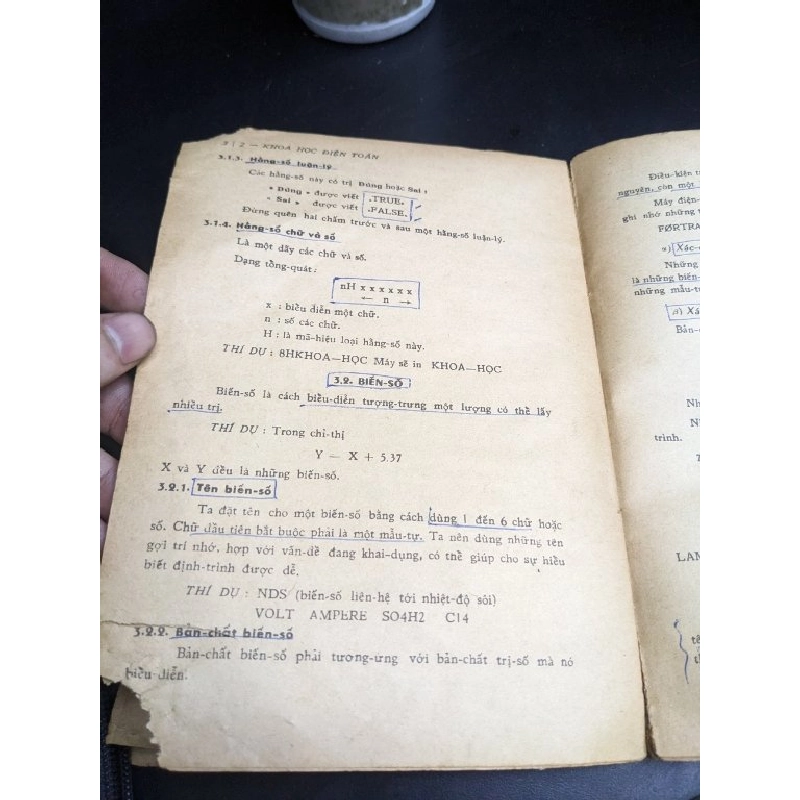 2 — KHOA HỌC ĐIỆN TOÁN
3.1.3. Hằng-số luận-lý
Các hằng-số này có trị Đúng hoặc Sai :
« Đúng » được viết .TRUE.
« Sai » được viết .FALSE.
Đừng quên hai chấm trước và sau một hằng-số luận-lý.
3.1.4. Hằng-số chữ và số
Là một dãy các chữ và số.
Dạng tổng-quát :
nH x x x x x x
← n →
x : biểu diễn một chữ.
n : số các chữ.
H : là mã-hiệu loại hằng-số này.
THÍ DỤ : 8HKHOA—HỌC Máy sẽ in KHOA—HỌC
3.2. BIẾN-SỐ
Biến-số là cách biểu-diễn tượng-trưng một lượng có thể lấy
nhiều trị.
THÍ DỤ : Trong chỉ-thị
Y — X + 5.37
X và Y đều là những biến-số.
3.2.1. Tên biến-số
Ta đặt tên cho một biến-số bằng cách dùng 1 đến 6 chữ hoặc
số. Chữ đầu tiên bắt buộc phải là một mẫu-tự. Ta nên dùng những tên
gợi trí nhớ, hợp với vấn-đề đang khai-dụng, có thể giúp cho sự hiểu
biết định-trình được dễ.
THÍ DỤ : NDS (biến-số liên-hệ tới nhiệt-độ sôi)
VOLT AMPERE SO4H2 C14
3.2.2. Bản-chất biến-số
Bản-chất biến-số phải tương-ứng với bản-chất trị-số mà nó
biểu-diễn.
Điều-kiện
nguyên, còn một
Máy điện-
ghi nhớ những
FØRTRA
α) Xác-
Những
là những biến-
những mẫu-t
β) Xá
Bản-
Nh
trình.
LAM
tê